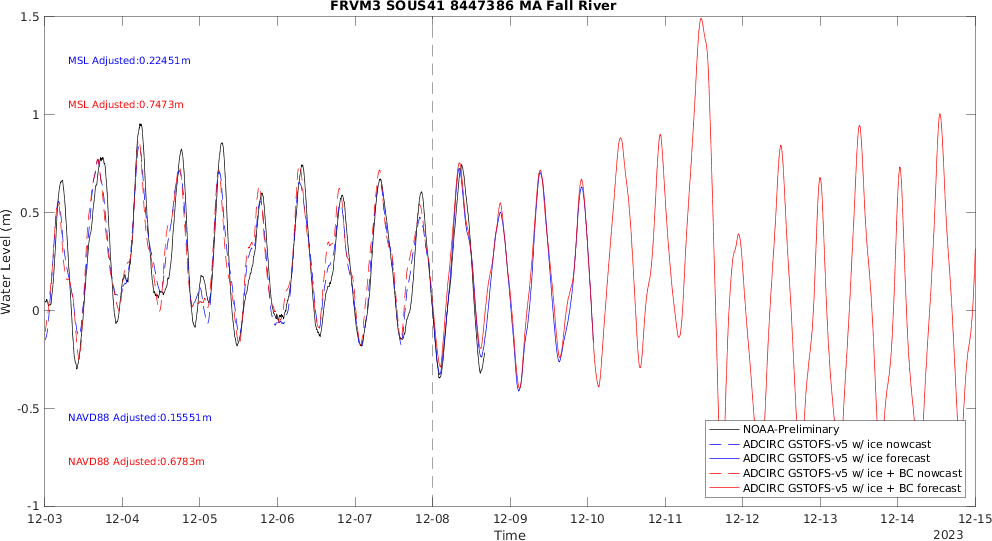 FRVM3 SOUS41 8447386 MA Fall River
1.5
1
0.5
0
-0.5
-1
Water Level (m)
MSL Adjusted:0.22451m
MSL Adjusted:0.7473m
NAVD88 Adjusted:0.15551m
NAVD88 Adjusted:0.6783m
NOAA-Preliminary
ADCIRC GSTOFS-v5 w/ ice nowcast
ADCIRC GSTOFS-v5 w/ ice forecast
ADCIRC GSTOFS-v5 w/ ice + BC nowcast
ADCIRC GSTOFS-v5 w/ ice + BC forecast
12-03 12-04 12-05 12-06 12-07 12-08 12-09 12-10 12-11 12-12 12-13 12-14 12-15
Time
2023